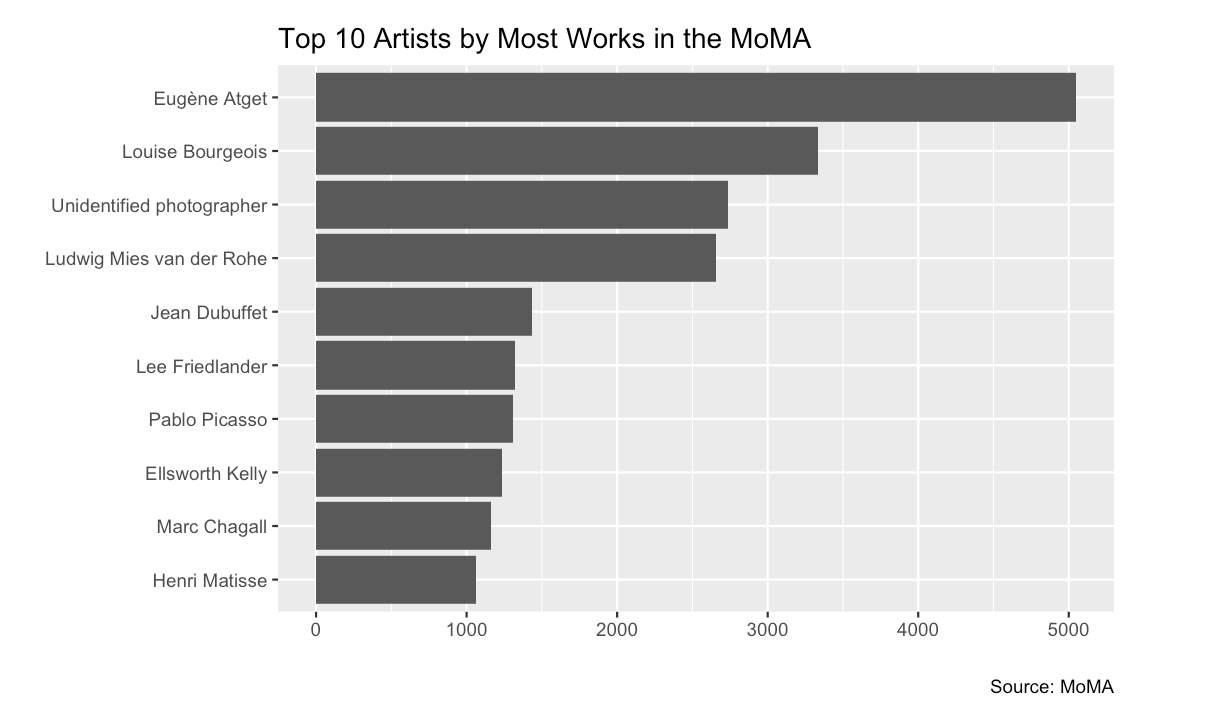 Top 10 Artists by Most Works in the MoMA
Eugène Atget
Louise Bourgeois
Unidentified photographer
Ludwig Mies van der Rohe
Jean Dubuffet
Lee Friedlander
Pablo Picasso
Ellsworth Kelly
Marc Chagall
Henri Matisse
0 1000 2000 3000 4000 5000
Source: MoMA